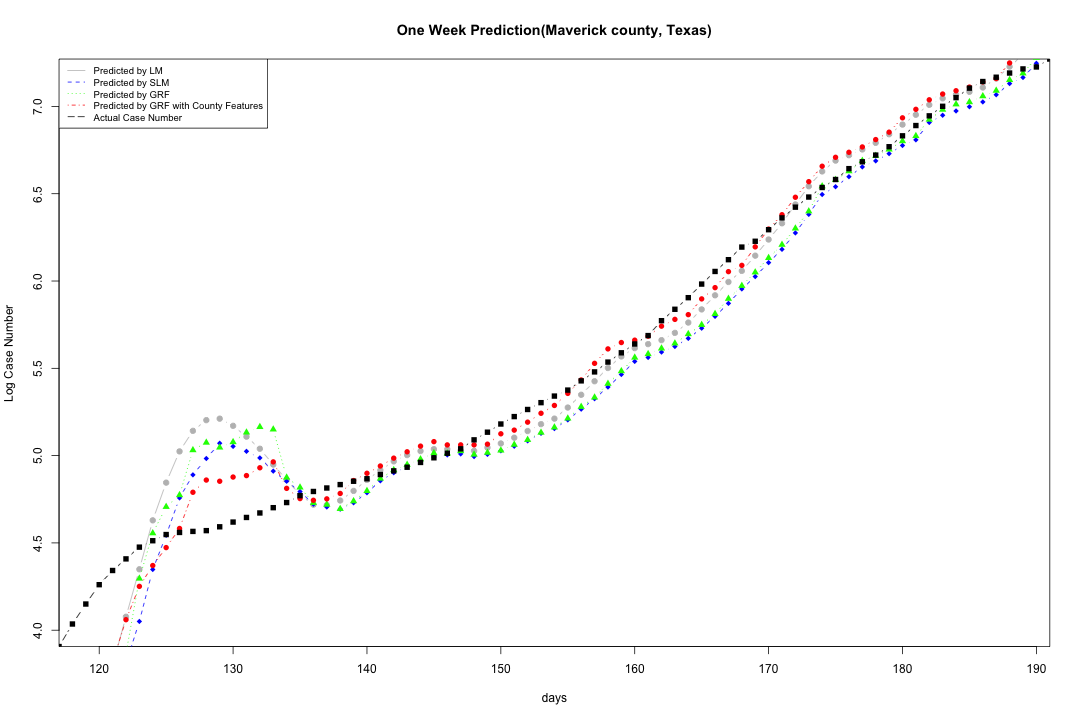 One Week Prediction(Maverick county, Texas)
Predicted by LM
Predicted by SLM
Predicted by GRF
Predicted by GRF with County Features
Actual Case Number
Log Case Number
7.0
6.5
6.0
5.5
5.0
4.5
4.0
120 130 140 150 160 170 180 190
days